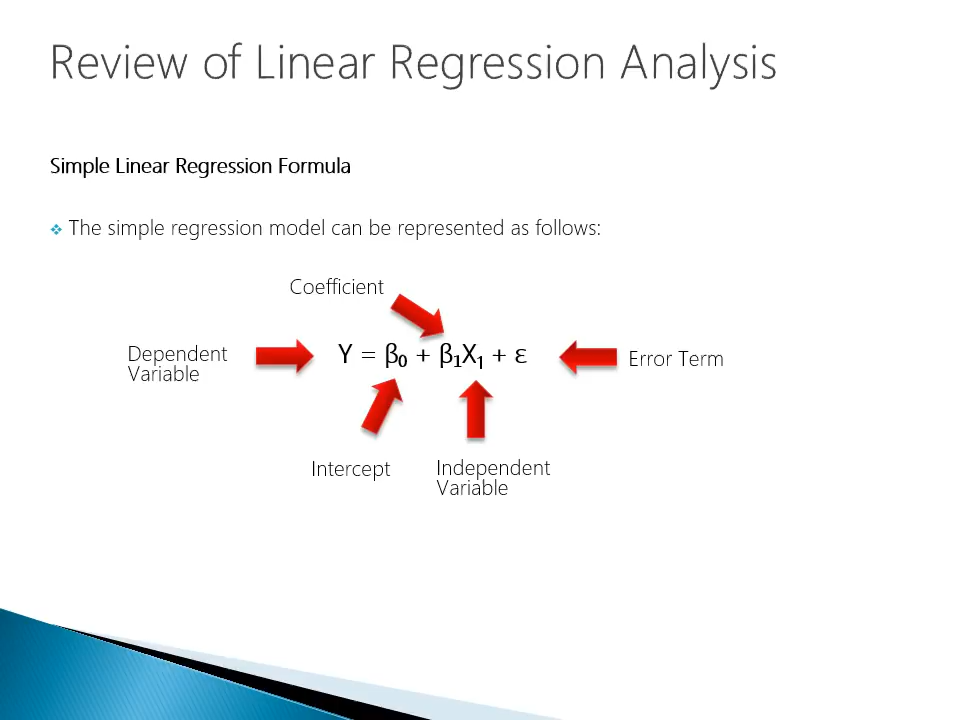 Review of Linear Regression Analysis
Simple Linear Regression Formula
❖ The simple regression model can be represented as follows:
Coefficient
Dependent
Variable
Y = β₀ + β₁X₁ + ε
Error Term
Intercept
Independent
Variable